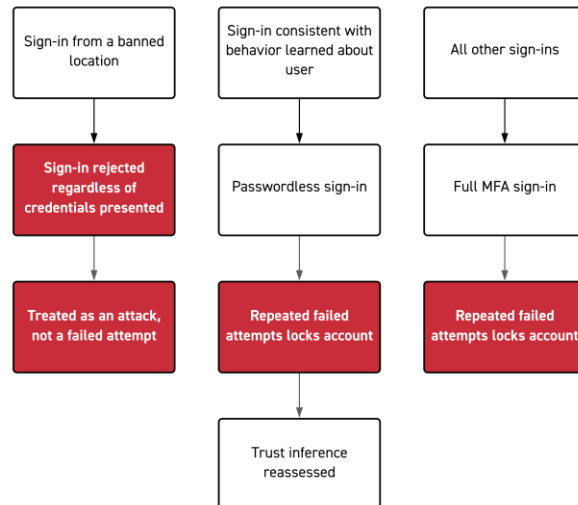 Sign-in from a banned
location
Sign-in consistent with
behavior learned about
user
All other sign-ins
Sign-in rejected
regardless of
credentials presented
Passwordless sign-in
Full MFA sign-in
Treated as an attack,
not a failed attempt
Repeated failed
attempts locks account
Repeated failed
attempts locks account
Trust inference
reassessed